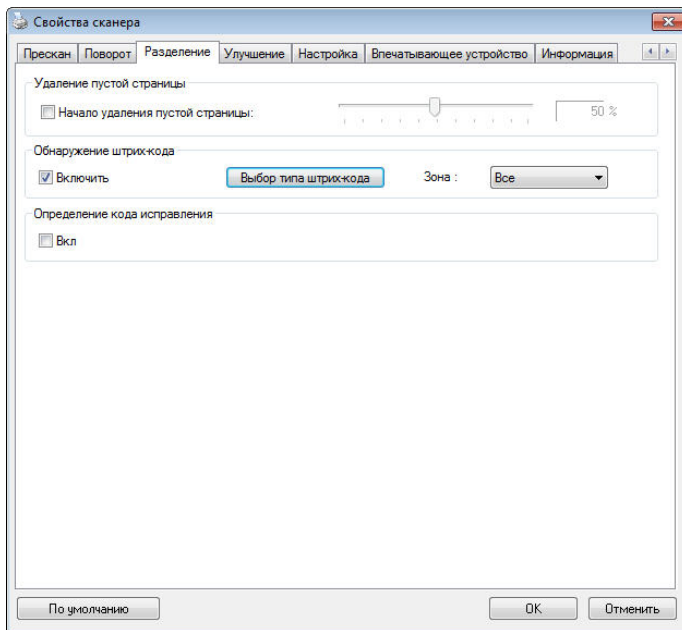 Свойства сканера
Прескан Поворот Разделение Улучшение Настройка Впечатывающее устройство Информация
Удаление пустой страницы
Начало удаления пустой страницы: 50 %
Обнаружение штрих-кода
Включить Выбор типа штрих-кода Зона : Все
Определение кода исправления
Вкл
По умолчанию OK Отменить